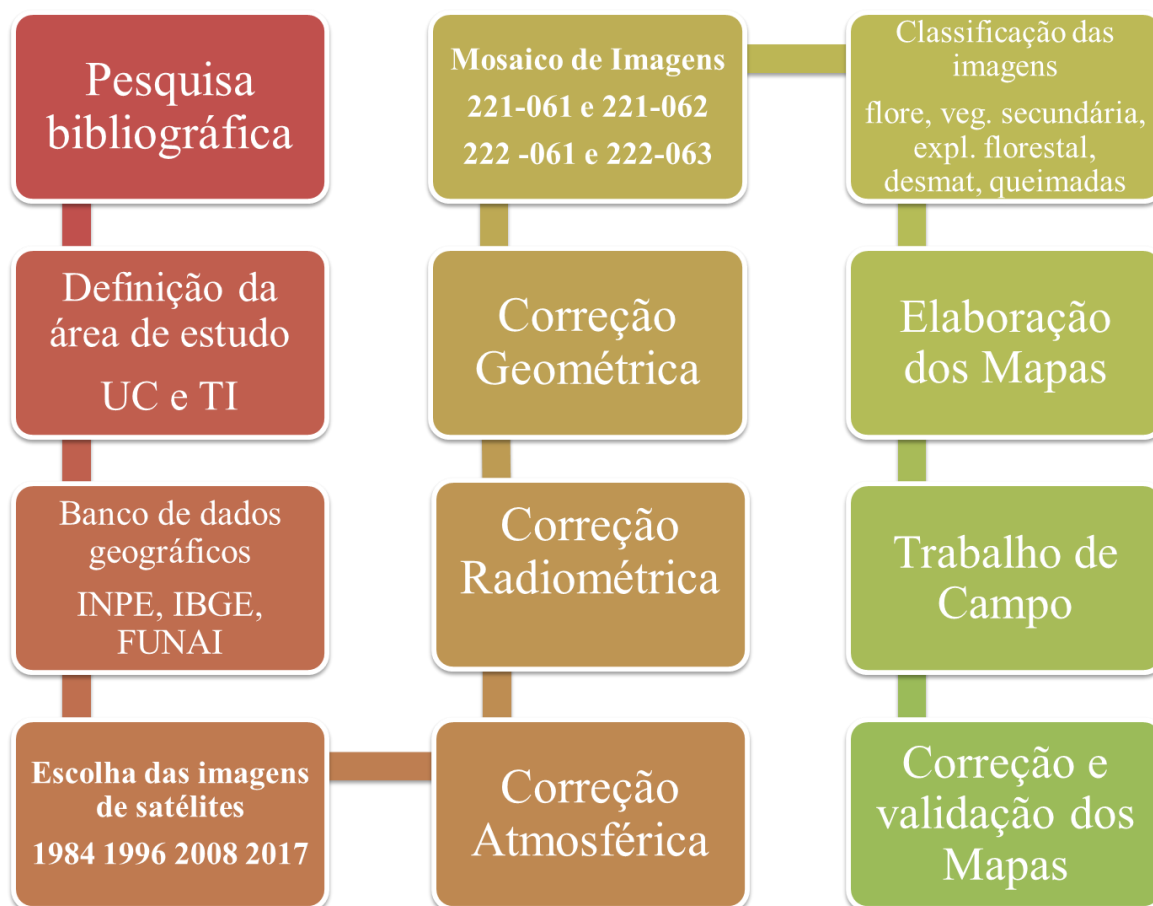 Pesquisa
bibliográfica
Definição da
área de estudo
UC e TI
Banco de dados
geográficos
INPE, IBGE,
FUNAI
Escolha das imagens
de satélites
1984 1996 2008 2017
Correção
Atmosférica
Correção
Radiométrica
Correção
Geométrica
Mosaico de Imagens
221-061 e 221-062
222 -061 e 222-063
Classificação das
imagens
flore, veg. secundária,
expl. florestal,
desmat, queimadas
Elaboração
dos Mapas
Trabalho de
Campo
Correção e
validação dos
Mapas